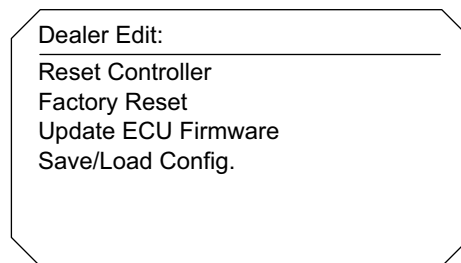 Dealer Edit:
Reset Controller
Factory Reset
Update ECU Firmware
Save/Load Config.